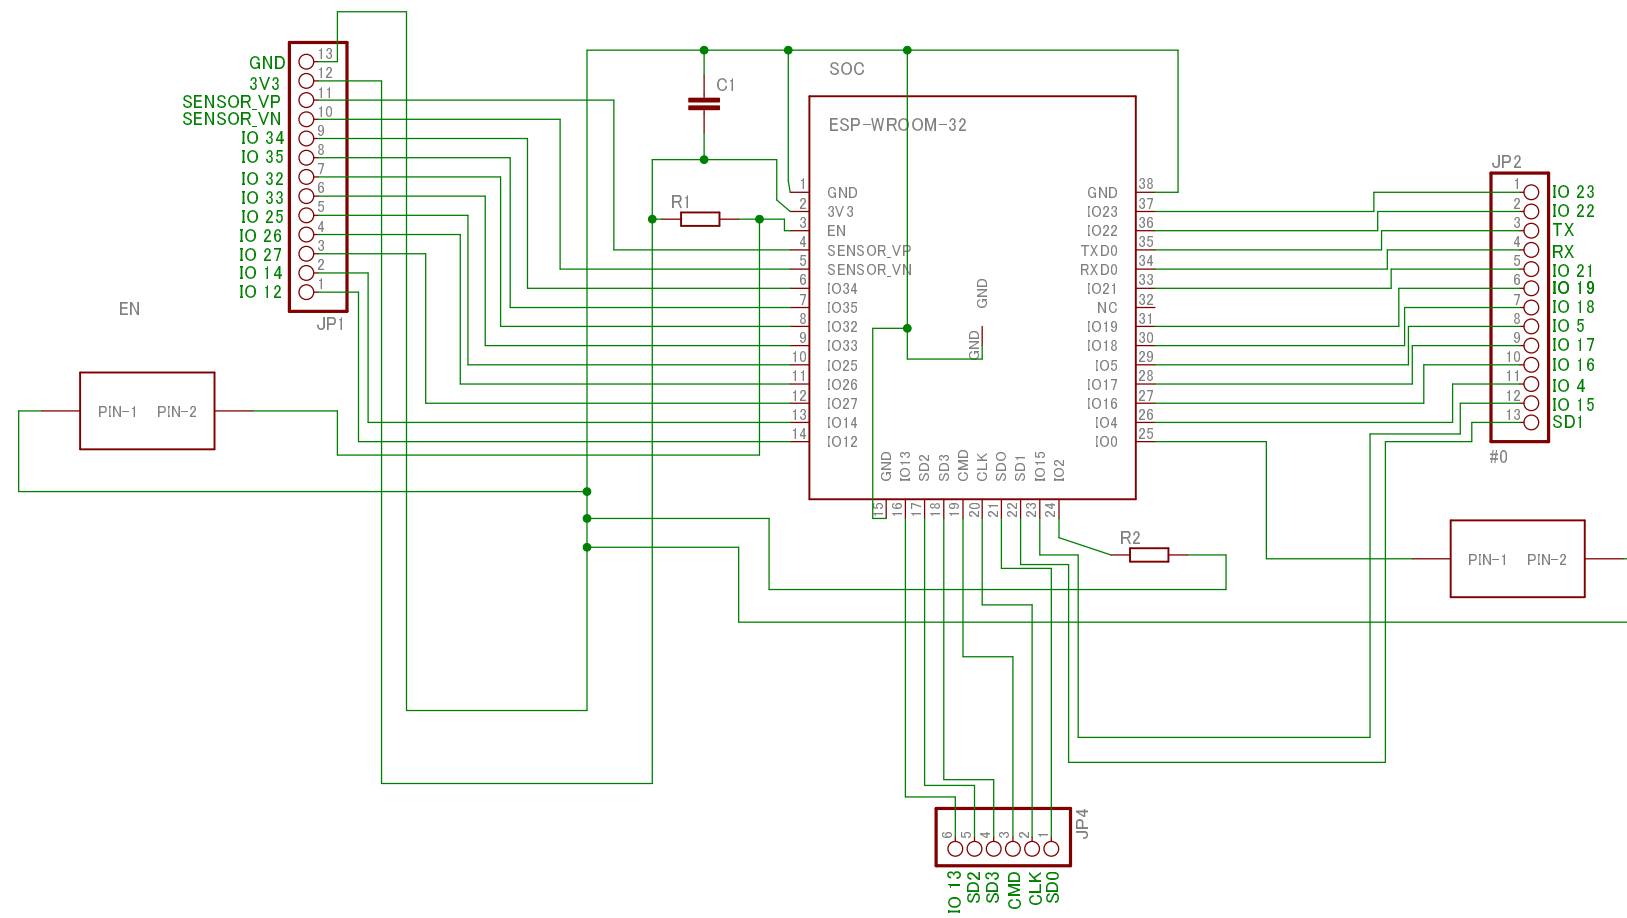 13
GND
12
3V3
11
SENSOR_VP
10
SENSOR_VN
9
IO 34
8
IO 35
7
IO 32
6
IO 33
5
IO 25
4
IO 26
3
IO 27
2
IO 14
1
IO 12
JP1
EN
PIN-1 PIN-2
C1
R1
SOC
ESP-WROOM-32
1 GND
2 3V3
3 EN
4 SENSOR_VP
5 SENSOR_VN
6 IO34
7 IO35
8 IO32
9 IO33
10 IO25
11 IO26
12 IO27
13 IO14
14 IO12
GND
GND
GND 38
IO23 37
IO22 36
TXD0 35
RXD0 34
IO21 33
NC 32
IO19 31
IO18 30
IO5 29
IO17 28
IO16 27
IO4 26
IO0 25
GND IO13 SD2 SD3 CMD CLK SDO SD1 IO15 IO2
15 16 17 18 19 20 21 22 23 24
R2
JP2
1 IO 23
2 IO 22
3 TX
4 RX
5 IO 21
6 IO 19
7 IO 18
8 IO 5
9 IO 17
10 IO 16
11 IO 4
12 IO 15
13 SD1
#0
PIN-1 PIN-2
JP4
6 5 4 3 2 1
IO 13 SD2 SD3 CMD CLK SD0